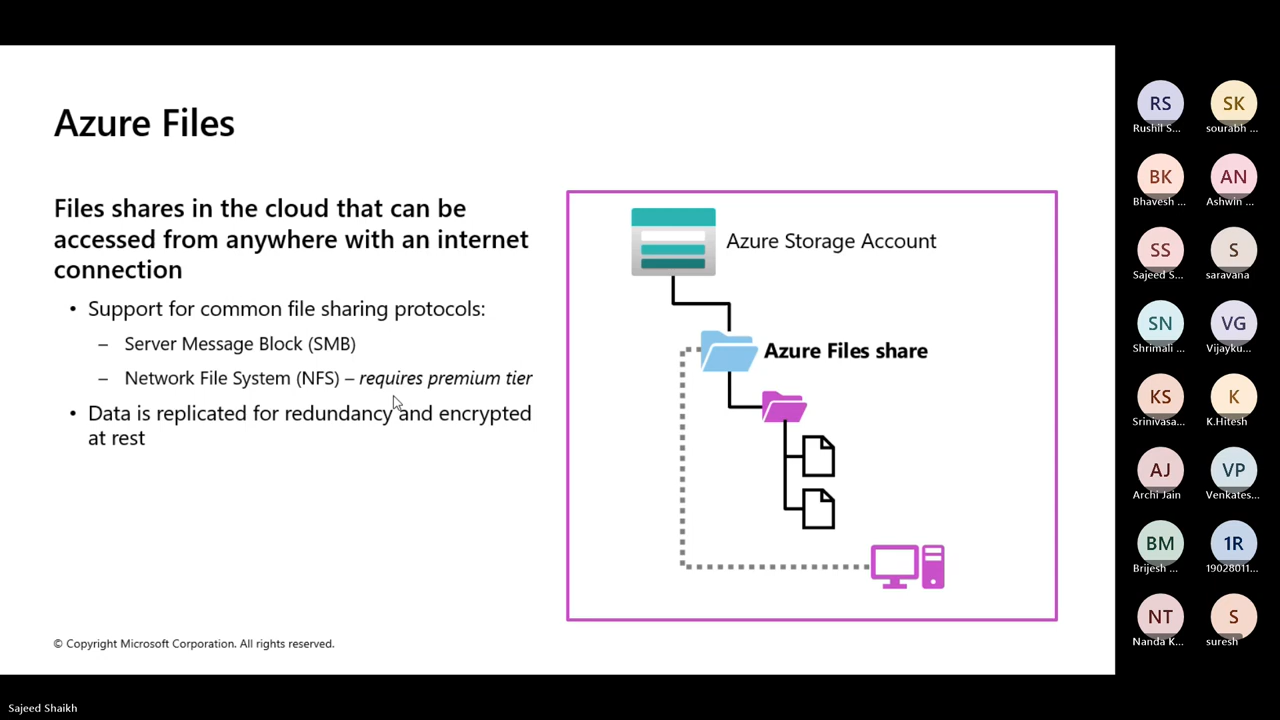 Azure Files
Files shares in the cloud that can be
accessed from anywhere with an internet
connection
• Support for common file sharing protocols:
– Server Message Block (SMB)
– Network File System (NFS) – requires premium tier
• Data is replicated for redundancy and encrypted
at rest
Azure Storage Account
Azure Files share
© Copyright Microsoft Corporation. All rights reserved.
RS
Rushil S...
SK
sourabh ...
BK
Bhavesh ...
AN
Ashwin ...
SS
Sajeed S...
S
saravana
SN
Shrimali ...
VG
Vijayku...
KS
Srinivasa...
K
K.Hitesh
AJ
Archi Jain
VP
Venkates...
BM
Brijesh ...
1R
19028011...
NT
Nanda K...
S
suresh
Sajeed Shaikh